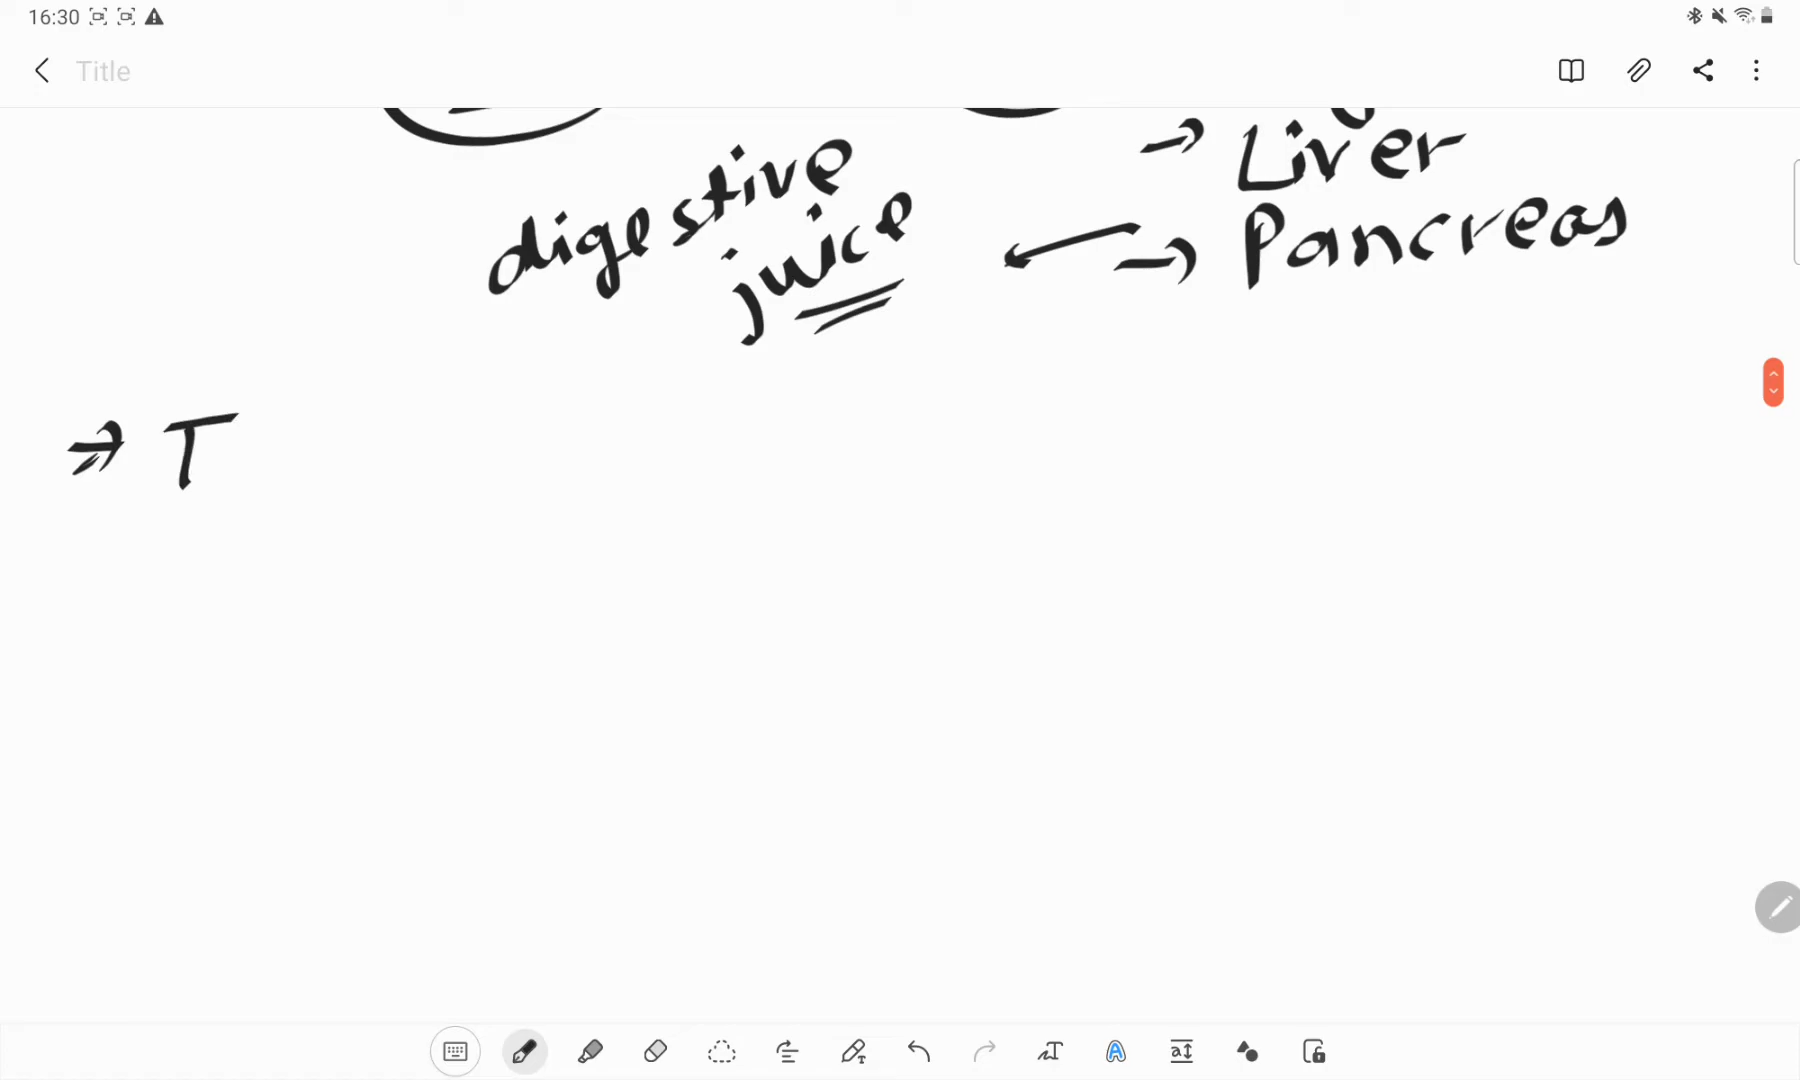 16:30
Title
→ Liver
digestive
juice ← → Pancreas
⇒ T